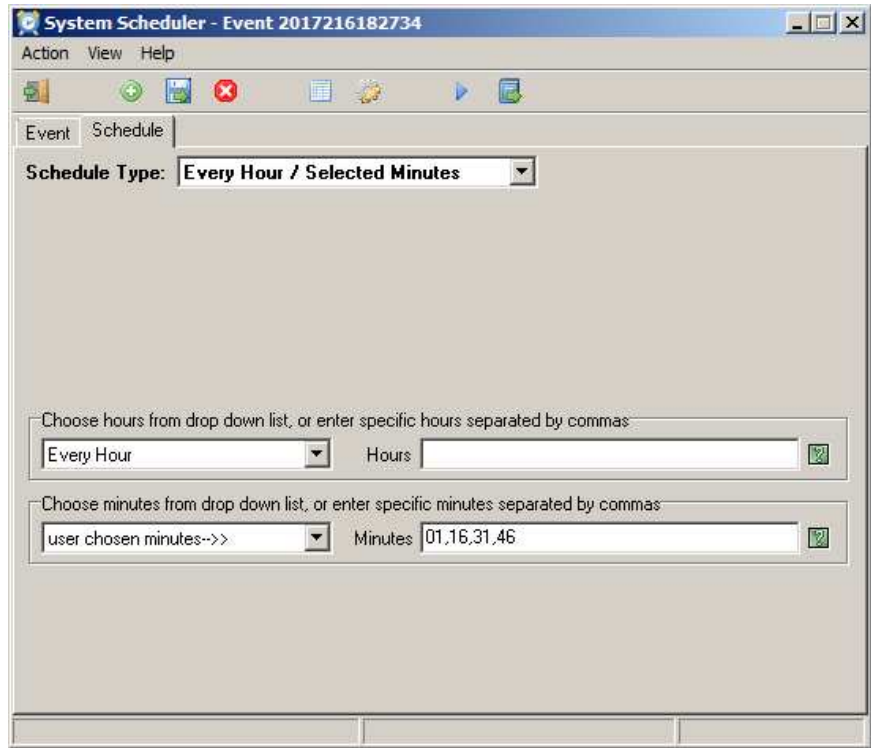 System Scheduler - Event 2017216182734
Action View Help
Event Schedule
Schedule Type: Every Hour / Selected Minutes
Choose hours from drop down list, or enter specific hours separated by commas
Every Hour Hours
Choose minutes from drop down list, or enter specific minutes separated by commas
user chosen minutes-->> Minutes 01,16,31,46